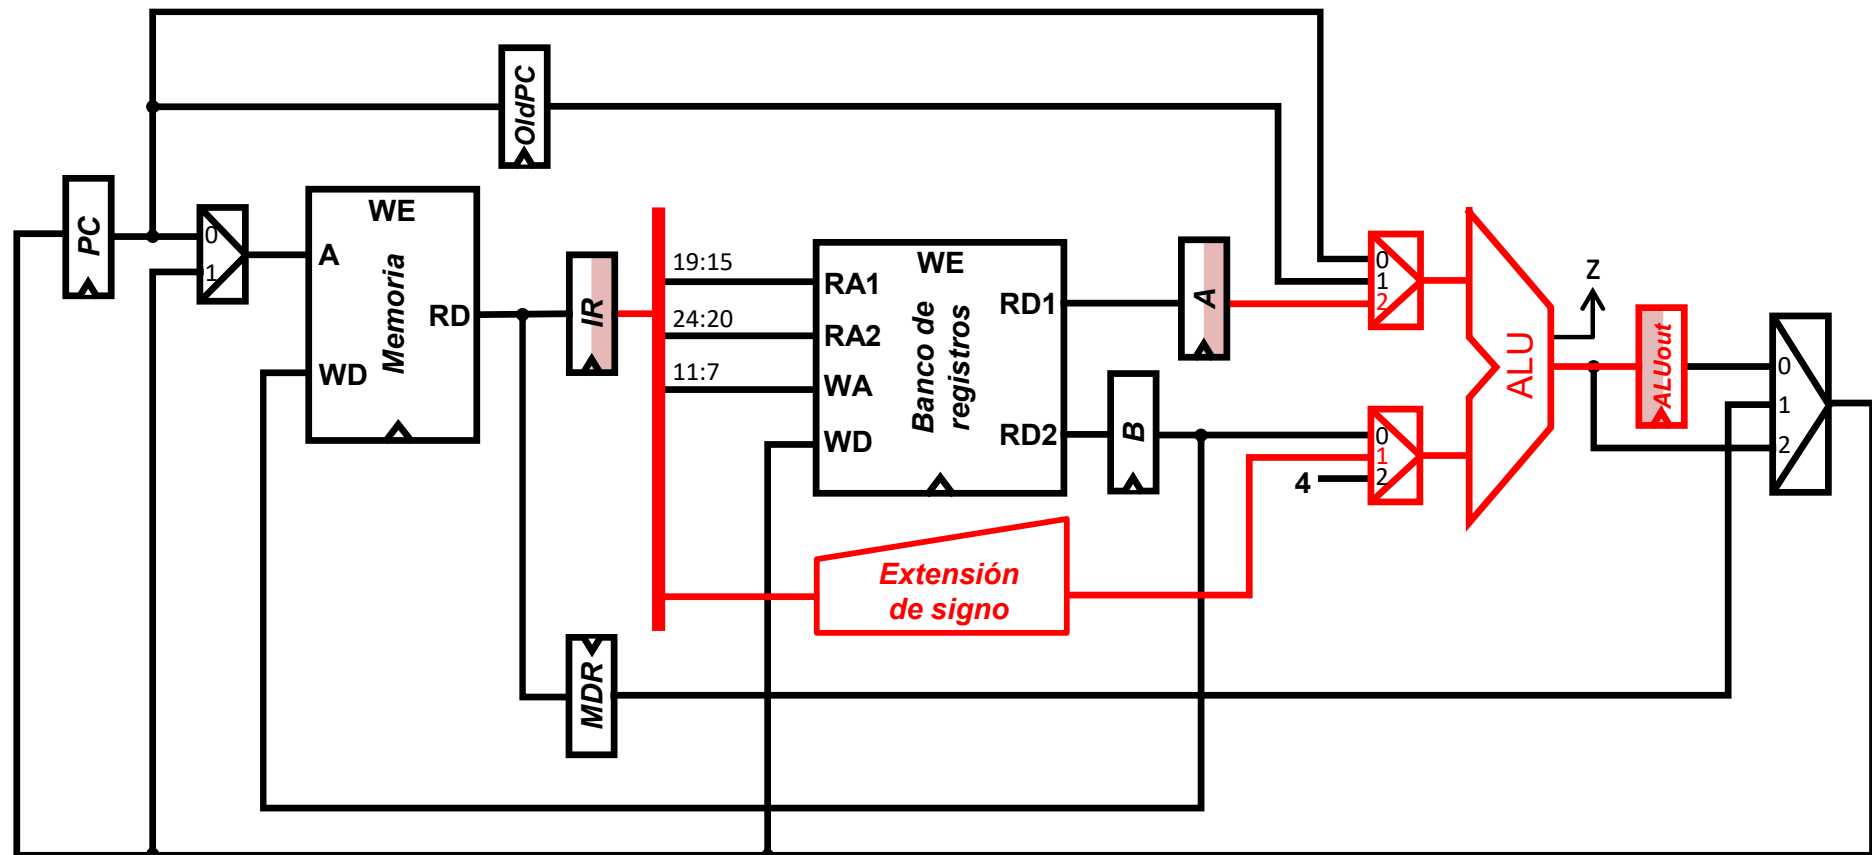 OldPC
PC
0
1
WE
A
Memoria
RD
WD
IR
19:15
24:20
11:7
WE
RA1
RA2
WA
WD
Banco de
registros
RD1
RD2
A
B
0
1
2
0
1
2
4
ALU
Z
ALUout
0
1
2
Extensión
de signo
MDR